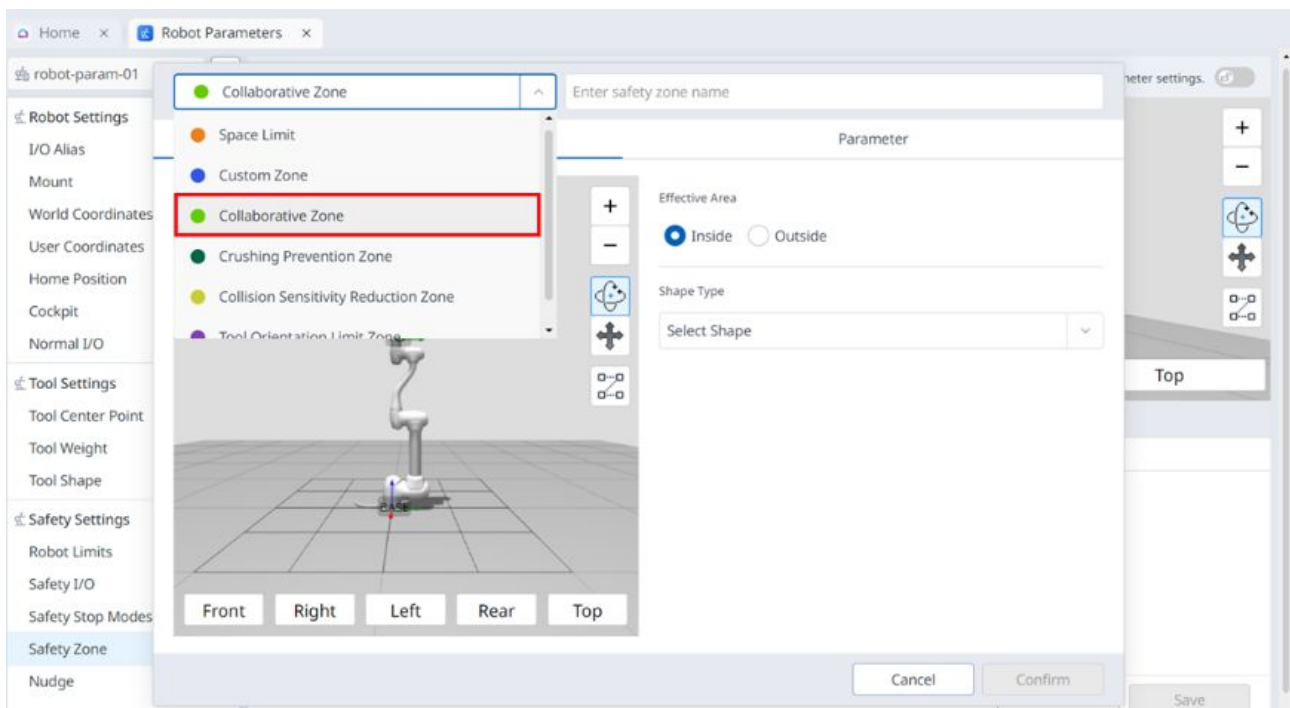 Home
Robot Parameters
robot-param-01
Collaborative Zone
Enter safety zone name
neter settings.
Robot Settings
I/O Alias
Mount
World Coordinates
User Coordinates
Home Position
Cockpit
Normal I/O
Tool Settings
Tool Center Point
Tool Weight
Tool Shape
Safety Settings
Robot Limits
Safety I/O
Safety Stop Modes
Safety Zone
Nudge
Space Limit
Custom Zone
Collaborative Zone
Crushing Prevention Zone
Collision Sensitivity Reduction Zone
Tool Orientation Limit Zone
BASE
Front Right Left Rear Top
Parameter
Effective Area
Inside Outside
Shape Type
Select Shape
Cancel Confirm
Top
Save